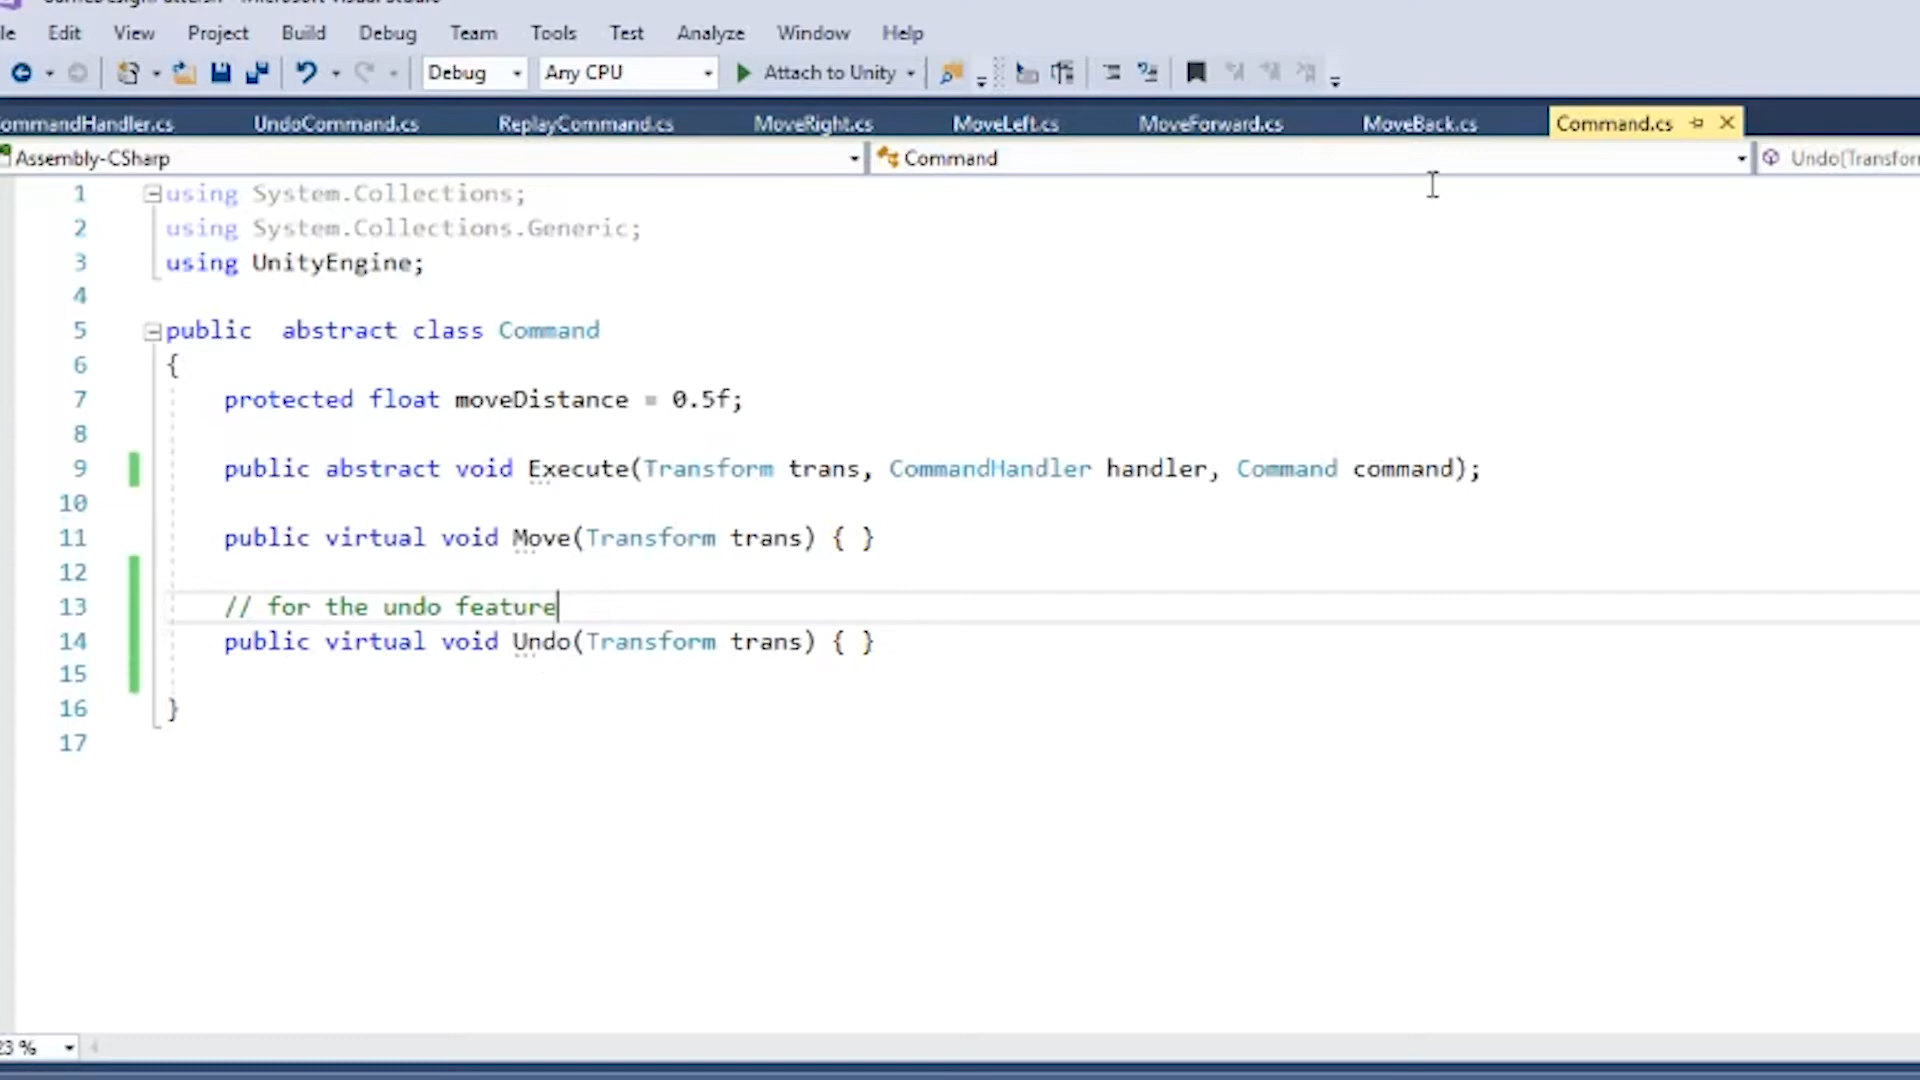 Edit View Project Build Debug Team Tools Test Analyze Window Help
Debug Any CPU Attach to Unity
UndoCommand.cs ReplayCommand.cs MoveRight.cs MoveLeft.cs MoveForward.cs MoveBack.cs Command.cs
Assembly-CSharp Command
1 using System.Collections;
2 using System.Collections.Generic;
3 using UnityEngine;
4
5 public  abstract class Command
6 {
7 protected float moveDistance = 0.5f;
8
9 public abstract void Execute(Transform trans, CommandHandler handler, Command command);
10
11 public virtual void Move(Transform trans) { }
12
13 // for the undo feature
14 public virtual void Undo(Transform trans) { }
15
16 }
17